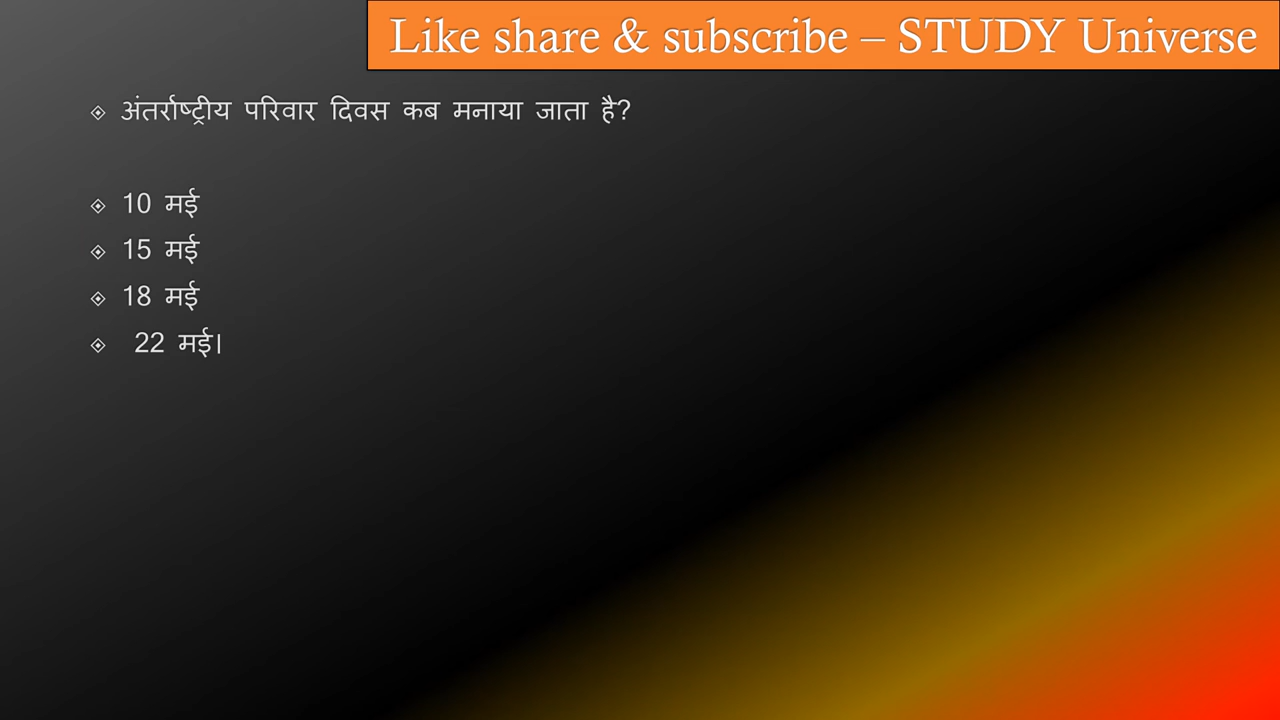 Like share & subscribe – STUDY Universe
अंतर्राष्ट्रीय परिवार दिवस कब मनाया जाता है?
10 मई
15 मई
18 मई
22 मई।